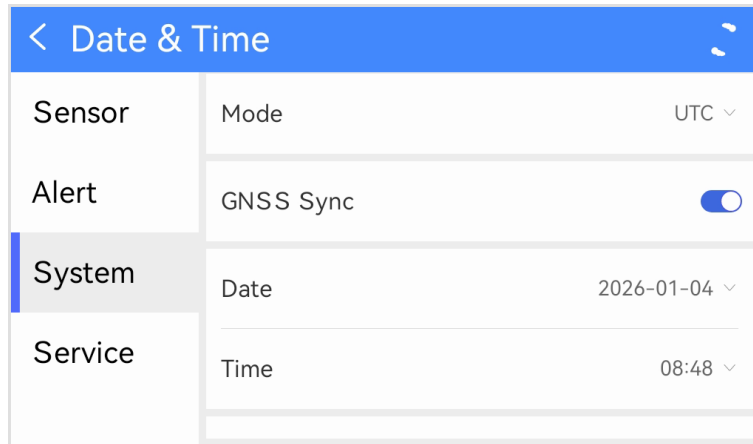 Date & Time
Sensor
Alert
System
Service
Mode UTC
GNSS Sync
Date 2026-01-04
Time 08:48